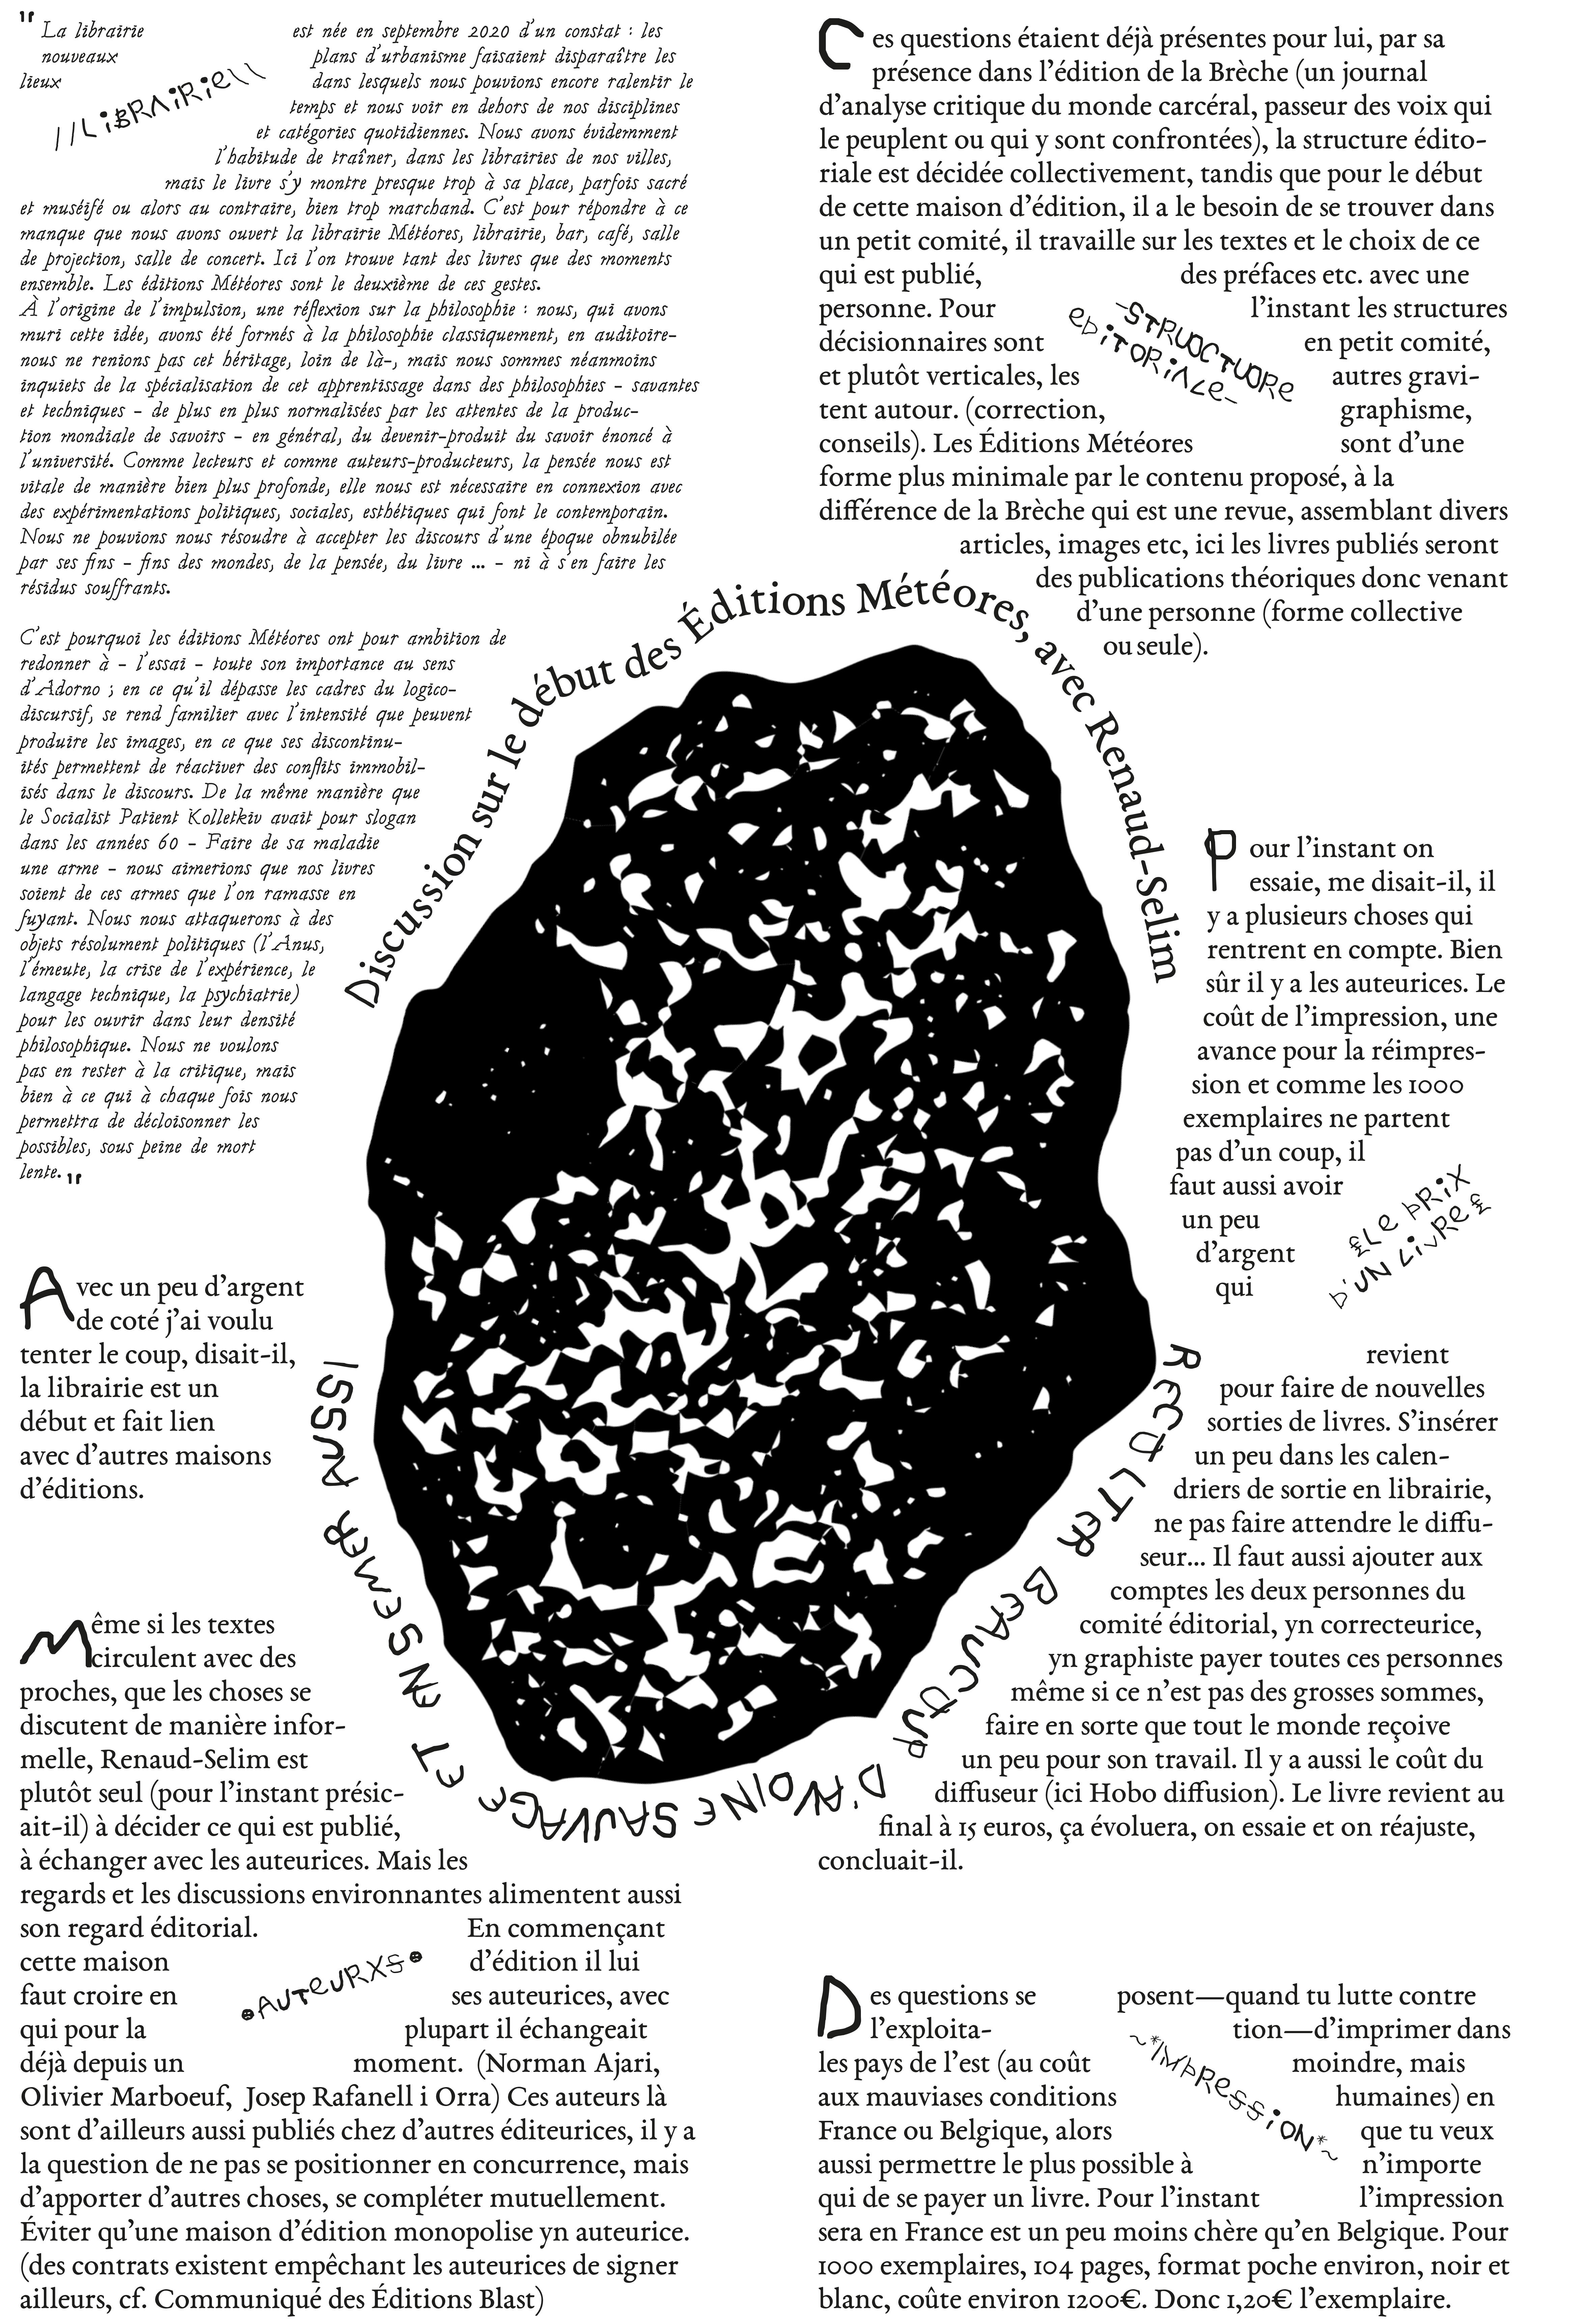 " La librairie est née en septembre 2020 d'un constat : les
nouveaux plans d'urbanisme faisaient disparaître les
lieux dans lesquels nous pouvions encore ralentir le
temps et nous voir en dehors de nos disciplines
et catégories quotidiennes. Nous avons évidemment
l'habitude de traîner, dans les librairies de nos villes,
mais le livre s'y montre presque trop à sa place, parfois sacré
et muséifé ou alors au contraire, bien trop marchand. C'est pour répondre à ce
manque que nous avons ouvert la librairie Météores, librairie, bar, café, salle
de projection, salle de concert. Ici l'on trouve tant des livres que des moments
ensemble. Les éditions Météores sont le deuxième de ces gestes.
À l'origine de l'impulsion, une réflexion sur la philosophie : nous, qui avons
muri cette idée, avons été formés à la philosophie classiquement, en auditoire-
nous ne renions pas cet héritage, loin de là-, mais nous sommes néanmoins
inquiets de la spécialisation de cet apprentissage dans des philosophies - savantes
et techniques - de plus en plus normalisées par les attentes de la produc-
tion mondiale de savoirs - en général, du devenir-produit du savoir énoncé à
l'université. Comme lecteurs et comme auteurs-producteurs, la pensée nous est
vitale de manière bien plus profonde, elle nous est nécessaire en connexion avec
des expérimentations politiques, sociales, esthétiques qui font le contemporain.
Nous ne pouvions nous résoudre à accepter les discours d'une époque obnubilée
par ses fins - fins des mondes, de la pensée, du livre ... - ni à s'en faire les
résidus souffrants.
//LiBRAiRie\\
C'est pourquoi les éditions Météores ont pour ambition de
redonner à - l'essai - toute son importance au sens
d'Adorno ; en ce qu'il dépasse les cadres du logico-
discursif, se rend familier avec l'intensité que peuvent
produire les images, en ce que ses discontinu-
ités permettent de réactiver des conflits immobil-
isés dans le discours. De la même manière que
le Socialist Patient Kolletkiv avait pour slogan
dans les années 60 - Faire de sa maladie
une arme - nous aimerions que nos livres
soient de ces armes que l'on ramasse en
fuyant. Nous nous attaquerons à des
objets résolument politiques (l'Anus,
l'émeute, la crise de l'expérience, le
langage technique, la psychiatrie)
pour les ouvrir dans leur densité
philosophique. Nous ne voulons
pas en rester à la critique, mais
bien à ce qui à chaque fois nous
permettra de décloisonner les
possibles, sous peine de mort
lente. "
Discussion sur le début des Éditions Météores, avec Renaud-Selim
RECOLTER BEAUCOUP D'AVOINE SAUVAGE ET EN SEMER AUSSI
Avec un peu d'argent
de coté j'ai voulu
tenter le coup, disait-il,
la librairie est un
début et fait lien
avec d'autres maisons
d'éditions.
Même si les textes
circulent avec des
proches, que les choses se
discutent de manière infor-
melle, Renaud-Selim est
plutôt seul (pour l'instant présic-
ait-il) à décider ce qui est publié,
à échanger avec les auteurices. Mais les
regards et les discussions environnantes alimentent aussi
son regard éditorial. En commençant
cette maison d'édition il lui
faut croire en ses auteurices, avec
qui pour la plupart il échangeait
déjà depuis un moment. (Norman Ajari,
Olivier Marboeuf, Josep Rafanell i Orra) Ces auteurs là
sont d'ailleurs aussi publiés chez d'autres éditeurices, il y a
la question de ne pas se positionner en concurrence, mais
d'apporter d'autres choses, se compléter mutuellement.
Éviter qu'une maison d'édition monopolise yn auteurice.
(des contrats existent empêchant les auteurices de signer
ailleurs, cf. Communiqué des Éditions Blast)
AUTeURXS
Ces questions étaient déjà présentes pour lui, par sa
présence dans l'édition de la Brèche (un journal
d'analyse critique du monde carcéral, passeur des voix qui
le peuplent ou qui y sont confrontées), la structure édito-
riale est décidée collectivement, tandis que pour le début
de cette maison d'édition, il a le besoin de se trouver dans
un petit comité, il travaille sur les textes et le choix de ce
qui est publié, des préfaces etc. avec une
personne. Pour l'instant les structures
décisionnaires sont en petit comité,
et plutôt verticales, les autres gravi-
tent autour. (correction, graphisme,
conseils). Les Éditions Météores sont d'une
forme plus minimale par le contenu proposé, à la
différence de la Brèche qui est une revue, assemblant divers
articles, images etc, ici les livres publiés seront
des publications théoriques donc venant
d'une personne (forme collective
ou seule).
-STRUCTURE
eDiTORiALe-
Pour l'instant on
essaie, me disait-il, il
y a plusieurs choses qui
rentrent en compte. Bien
sûr il y a les auteurices. Le
coût de l'impression, une
avance pour la réimpres-
sion et comme les 1000
exemplaires ne partent
pas d'un coup, il
faut aussi avoir
un peu
d'argent
qui
revient
pour faire de nouvelles
sorties de livres. S'insérer
un peu dans les calen-
driers de sortie en librairie,
ne pas faire attendre le diffu-
seur... Il faut aussi ajouter aux
comptes les deux personnes du
comité éditorial, yn correcteurice,
yn graphiste payer toutes ces personnes
même si ce n'est pas des grosses sommes,
faire en sorte que tout le monde reçoive
un peu pour son travail. Il y a aussi le coût du
diffuseur (ici Hobo diffusion). Le livre revient au
final à 15 euros, ça évoluera, on essaie et on réajuste,
concluait-il.
£Le PRiX
D'UN LiVRe£
Des questions se posent—quand tu lutte contre
l'exploita- tion—d'imprimer dans
les pays de l'est (au coût moindre, mais
aux mauviases conditions humaines) en
France ou Belgique, alors que tu veux
aussi permettre le plus possible à n'importe
qui de se payer un livre. Pour l'instant l'impression
sera en France est un peu moins chère qu'en Belgique. Pour
1000 exemplaires, 104 pages, format poche environ, noir et
blanc, coûte environ 1200€. Donc 1,20€ l'exemplaire.
~*IMPReSSiON*~